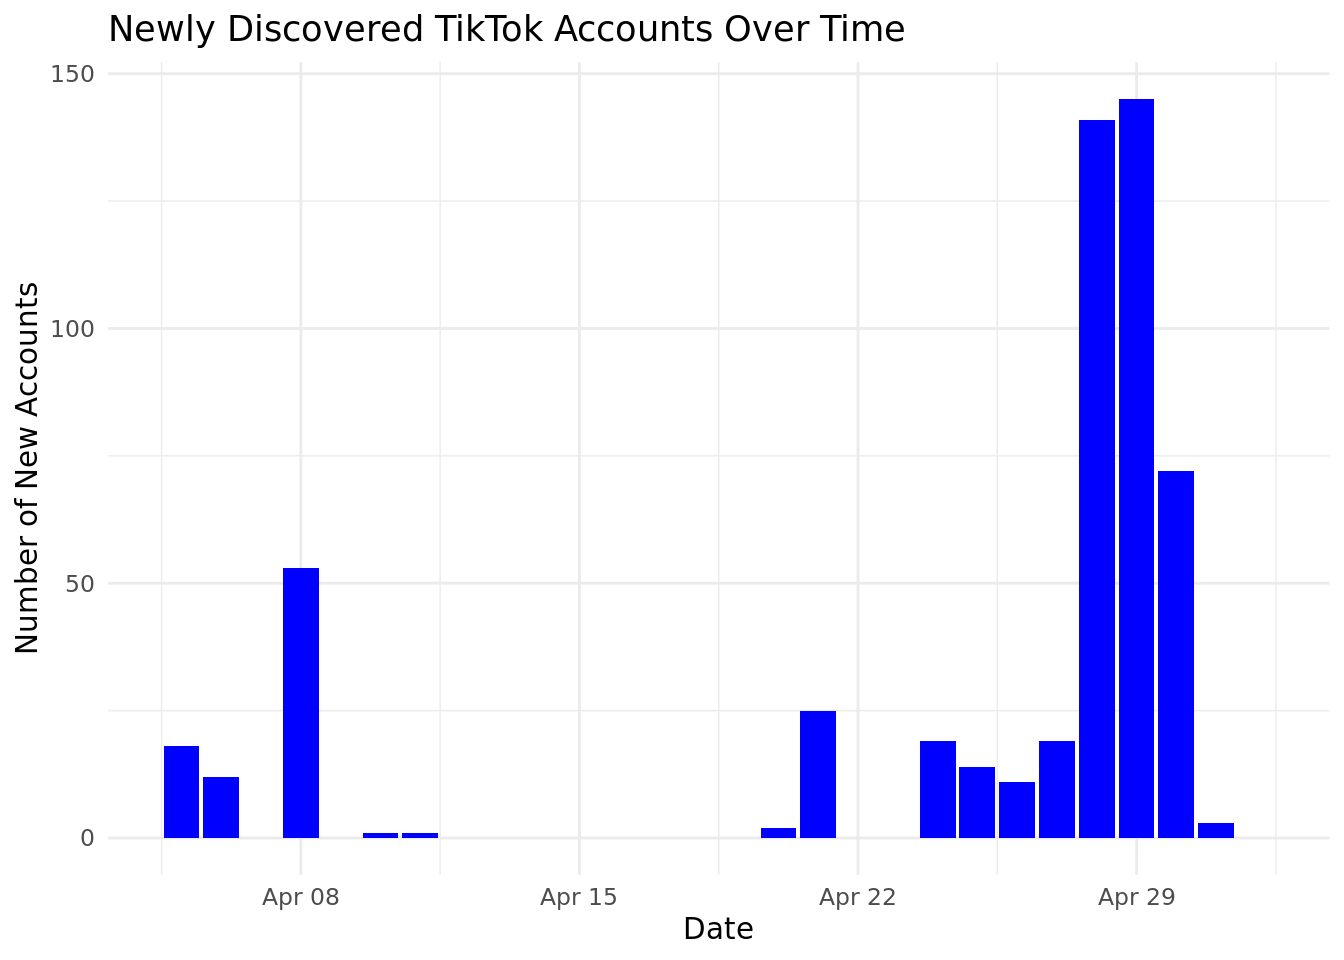 Newly Discovered TikTok Accounts Over Time
Number of New Accounts
150
100
50
0
Apr 08
Apr 15
Apr 22
Apr 29
Date